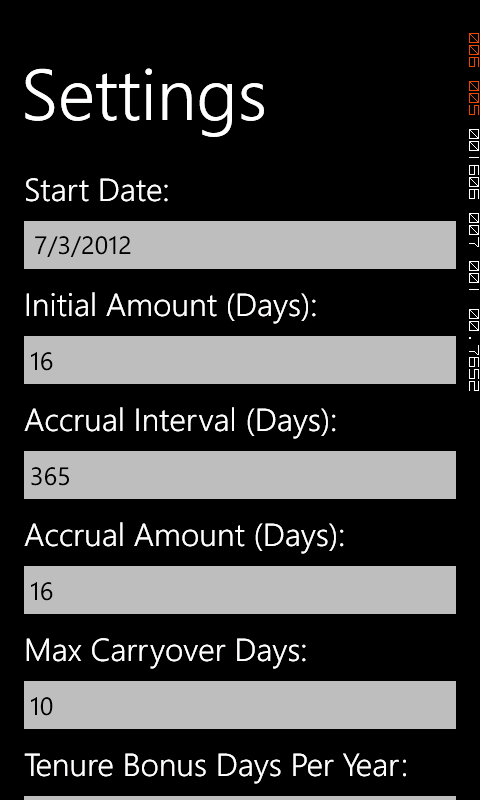 Settings
Start Date:
7/3/2012
Initial Amount (Days):
16
Accrual Interval (Days):
365
Accrual Amount (Days):
16
Max Carryover Days:
10
Tenure Bonus Days Per Year:
006 005 001606 007 001 00.7652